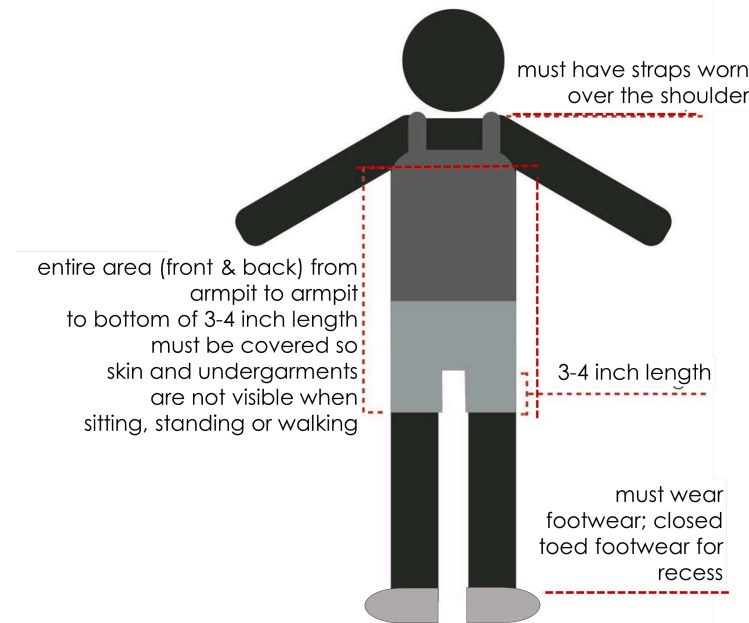 must have straps worn
over the shoulder
entire area (front & back) from
armpit to armpit
to bottom of 3-4 inch length
must be covered so
skin and undergarments
are not visible when
sitting, standing or walking
3-4 inch length
must wear
footwear; closed
toed footwear for
recess